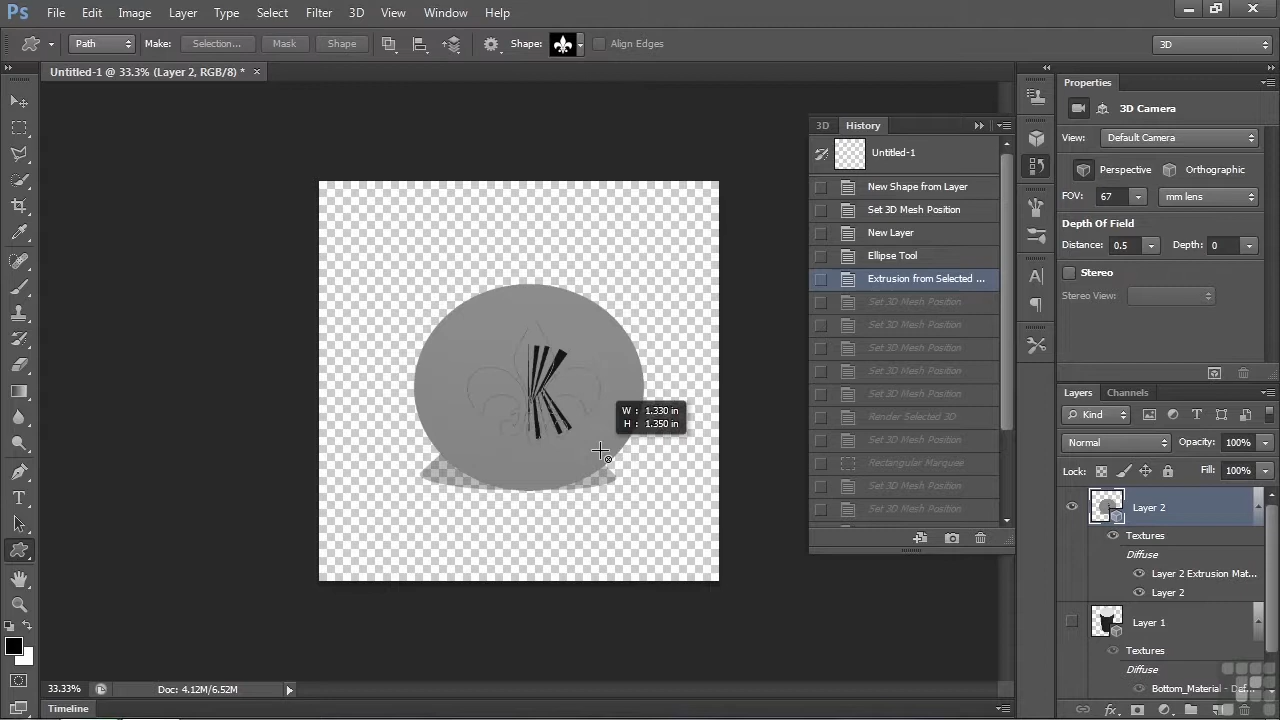 Ps File Edit Image Layer Type Select Filter 3D View Window Help
Path Make: Selection... Mask Shape Shape: Align Edges 3D
Untitled-1 @ 33.3% (Layer 2, RGB/8) *
3D History
Untitled-1
New Shape from Layer
Set 3D Mesh Position
New Layer
Ellipse Tool
Extrusion from Selected ...
Set 3D Mesh Position
Set 3D Mesh Position
Set 3D Mesh Position
Set 3D Mesh Position
Set 3D Mesh Position
Render Selected 3D
Set 3D Mesh Position
Rectangular Marquee
Set 3D Mesh Position
Set 3D Mesh Position
K
W : 1.330 in
H : 1.350 in
Properties
3D Camera
View: Default Camera
Perspective Orthographic
FOV: 67 mm lens
Depth Of Field
Distance: 0.5 Depth: 0
Stereo
Stereo View:
Layers Channels
Kind
Normal Opacity: 100%
Lock: Fill: 100%
Layer 2
Textures
Diffuse
Layer 2 Extrusion Mat...
Layer 2
Layer 1
Textures
Diffuse
Bottom_Material - Def...
33.33% Doc: 4.12M/6.52M
Timeline